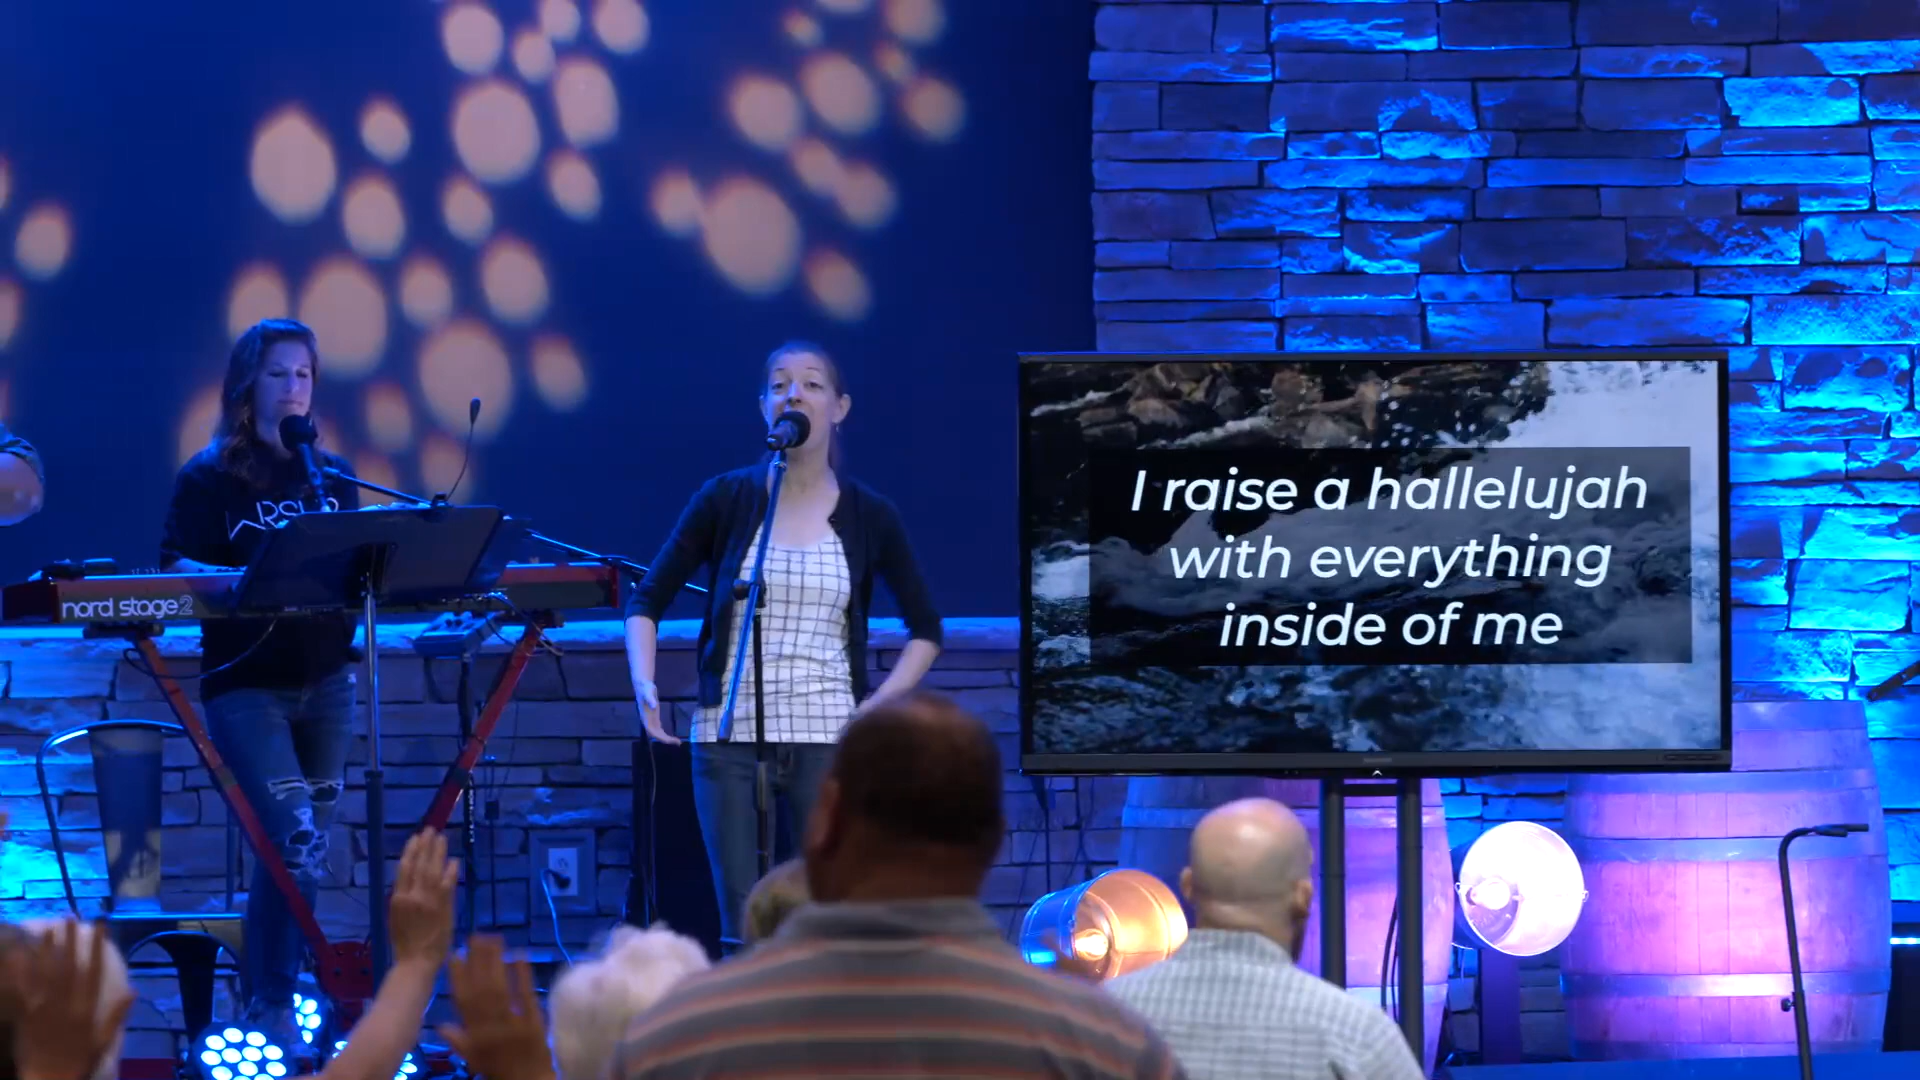 nord stage 2
I raise a hallelujah
with everything
inside of me